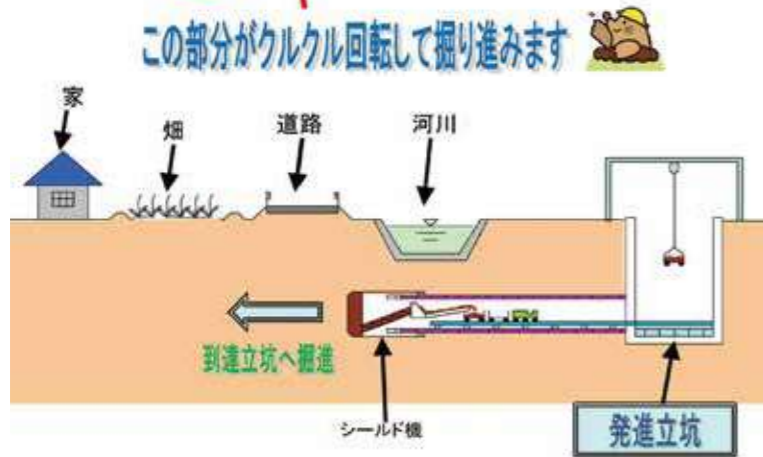 この部分がクルクル回転して掘り進みます
家
畑
道路
河川
到達立坑へ掘進
シールド機
発進立坑